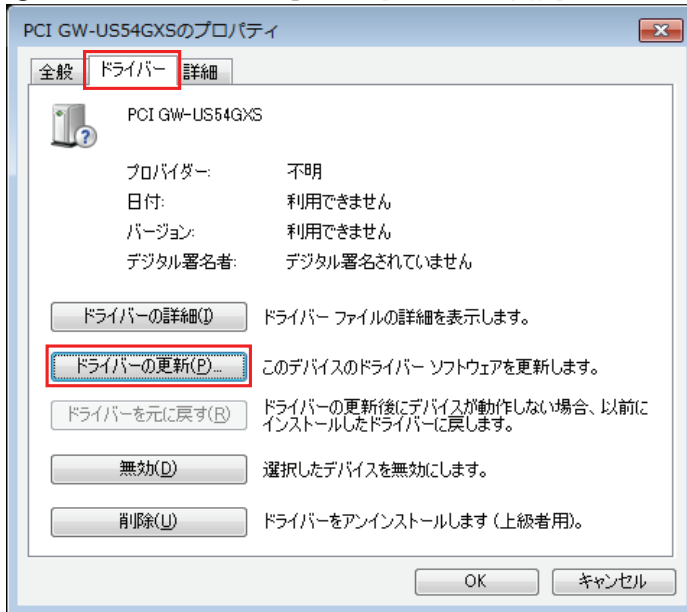 PCI GW-US54GXSのプロパティ
全般 ドライバー 詳細
PCI GW-US54GXS
プロバイダー: 不明
日付: 利用できません
バージョン: 利用できません
デジタル署名者: デジタル署名されていません
ドライバーの詳細(I) ドライバー ファイルの詳細を表示します。
ドライバーの更新(P)... このデバイスのドライバー ソフトウェアを更新します。
ドライバーを元に戻す(R) ドライバーの更新後にデバイスが動作しない場合、以前に
インストールしたドライバーに戻します。
無効(D) 選択したデバイスを無効にします。
削除(U) ドライバーをアンインストールします (上級者用)。
OK キャンセル